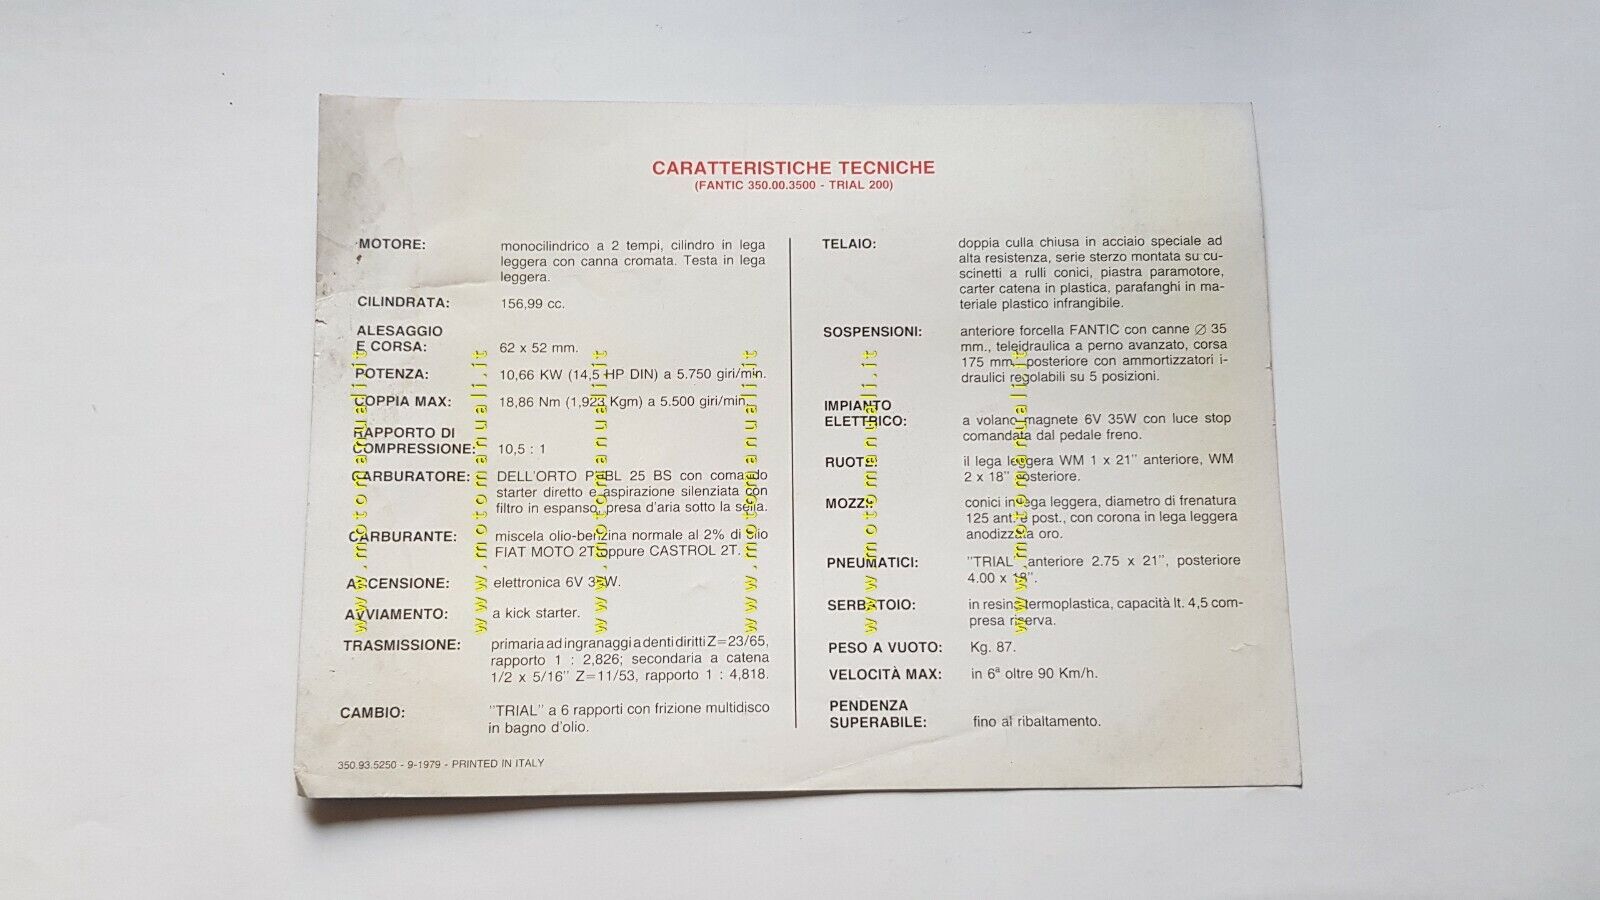 CARATTERISTICHE TECNICHE
(FANTIC 350.00.3500 - TRIAL 200)
MOTORE: monocilindrico a 2 tempi, cilindro in lega
leggera con canna cromata. Testa in lega
leggera.
CILINDRATA: 156,99 cc.
ALESAGGIO
E CORSA: 62 x 52 mm.
POTENZA: 10,66 KW (14,5 HP DIN) a 5.750 giri/min.
COPPIA MAX: 18,86 Nm (1,923 Kgm) a 5.500 giri/min.
RAPPORTO DI
COMPRESSIONE: 10,5 : 1
CARBURATORE: DELL'ORTO PHBL 25 BS con comando
starter diretto e aspirazione silenziata con
filtro in espanso, presa d'aria sotto la sella.
CARBURANTE: miscela olio-benzina normale al 2% di olio
FIAT MOTO 2T oppure CASTROL 2T.
ACCENSIONE: elettronica 6V 35W.
AVVIAMENTO: a kick starter.
TRASMISSIONE: primaria ad ingranaggi a denti diritti Z=23/65,
rapporto 1 : 2,826; secondaria a catena
1/2 x 5/16" Z=11/53, rapporto 1 : 4,818.
CAMBIO: "TRIAL" a 6 rapporti con frizione multidisco
in bagno d'olio.
350.93.5250 - 9-1979 - PRINTED IN ITALY
TELAIO: doppia culla chiusa in acciaio speciale ad
alta resistenza, serie sterzo montata su cu-
scinetti a rulli conici, piastra paramotore,
carter catena in plastica, parafanghi in ma-
teriale plastico infrangibile.
SOSPENSIONI: anteriore forcella FANTIC con canne ∅ 35
mm., teleidraulica a perno avanzato, corsa
175 mm. posteriore con ammortizzatori i-
draulici regolabili su 5 posizioni.
IMPIANTO
ELETTRICO: a volano magnete 6V 35W con luce stop
comandata dal pedale freno.
RUOTE: il lega leggera WM 1 x 21" anteriore, WM
2 x 18" posteriore.
MOZZI: conici in lega leggera, diametro di frenatura
125 ant. e post., con corona in lega leggera
anodizzata oro.
PNEUMATICI: "TRIAL" anteriore 2.75 x 21", posteriore
4.00 x 18".
SERBATOIO: in resina termoplastica, capacità lt. 4,5 com-
presa riserva.
PESO A VUOTO: Kg. 87.
VELOCITÀ MAX: in 6ª oltre 90 Km/h.
PENDENZA
SUPERABILE: fino al ribaltamento.
www.motomanuali.it
www.motomanuali.it
www.motomanuali.it
www.motomanuali.it
www.motomanuali.it
www.motomanuali.it